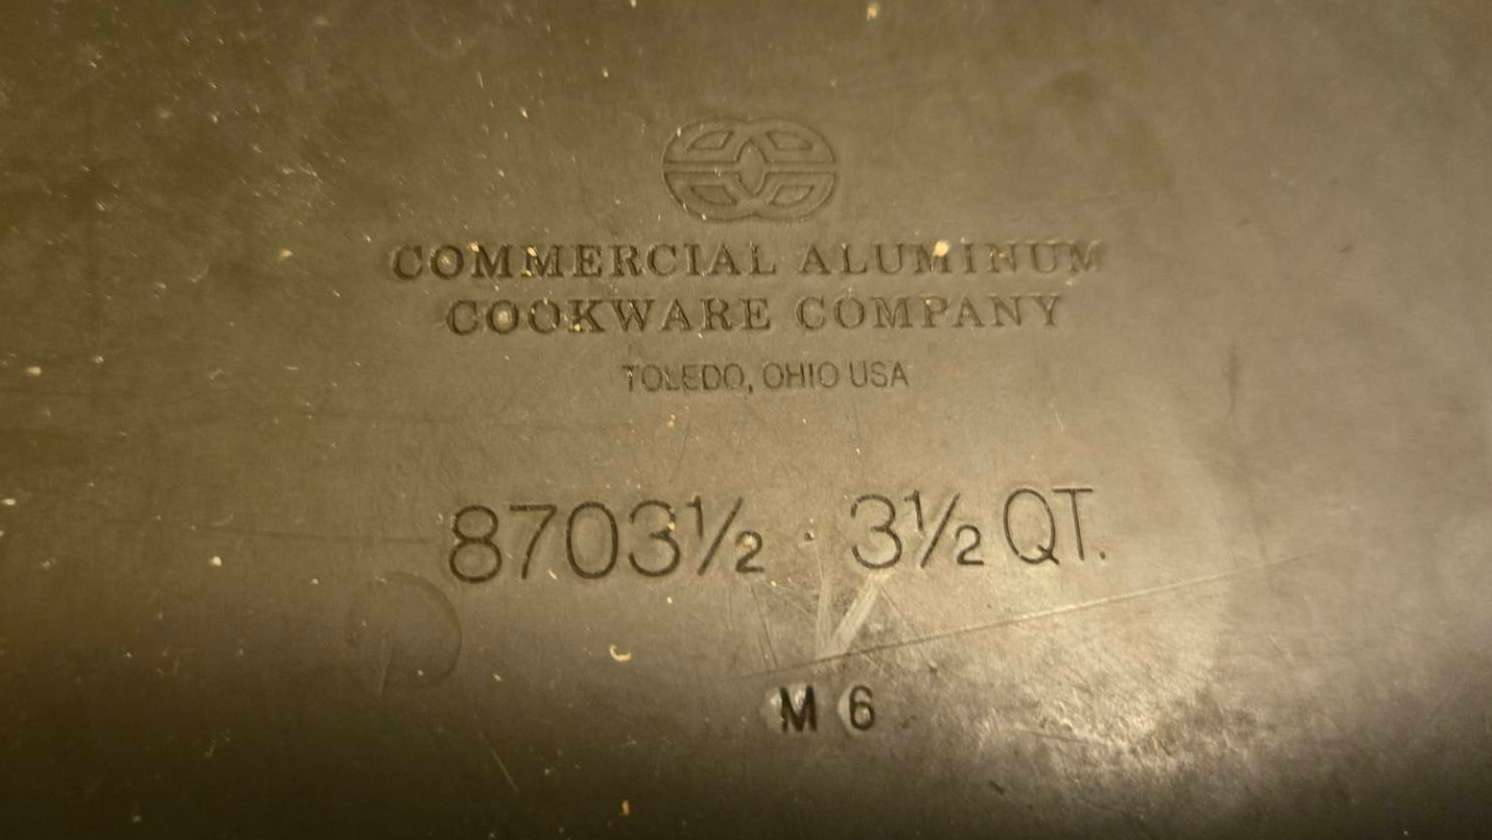 COMMERCIAL ALUMINUM
COOKWARE COMPANY
TOLEDO, OHIO USA
8703½ · 3½ QT.
M 6